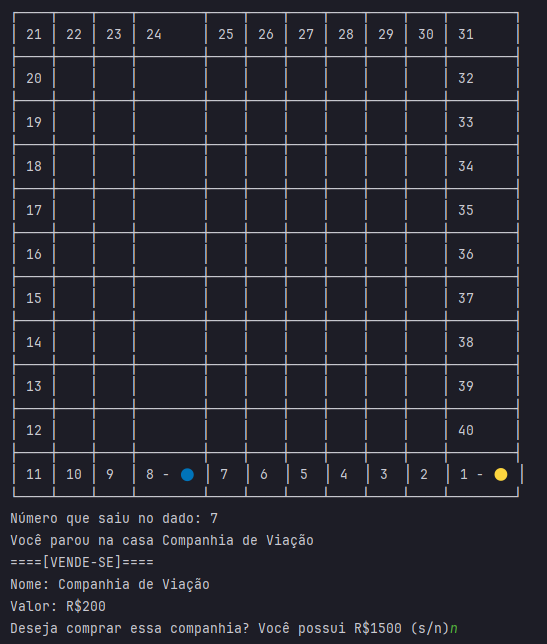 21 22 23 24 25 26 27 28 29 30 31
20 32
19 33
18 34
17 35
16 36
15 37
14 38
13 39
12 40
11 10 9 8 - 🔵 7 6 5 4 3 2 1 - 🟡
Número que saiu no dado: 7
Você parou na casa Companhia de Viação
====[VENDE-SE]====
Nome: Companhia de Viação
Valor: R$200
Deseja comprar essa companhia? Você possui R$1500 (s/n)n